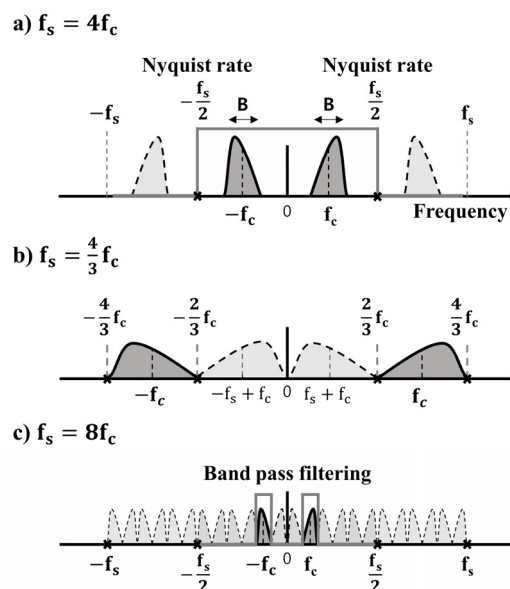 a) fs = 4fc
Nyquist rate Nyquist rate
−fs −fs/2 B B fs/2 fs
−fc 0 fc Frequency
b) fs = 4/3 fc
−4/3 fc −2/3 fc 2/3 fc 4/3 fc
−fc −fs + fc 0 fs + fc fc
c) fs = 8fc
Band pass filtering
−fs −fs/2 −fc 0 fc fs/2 fs